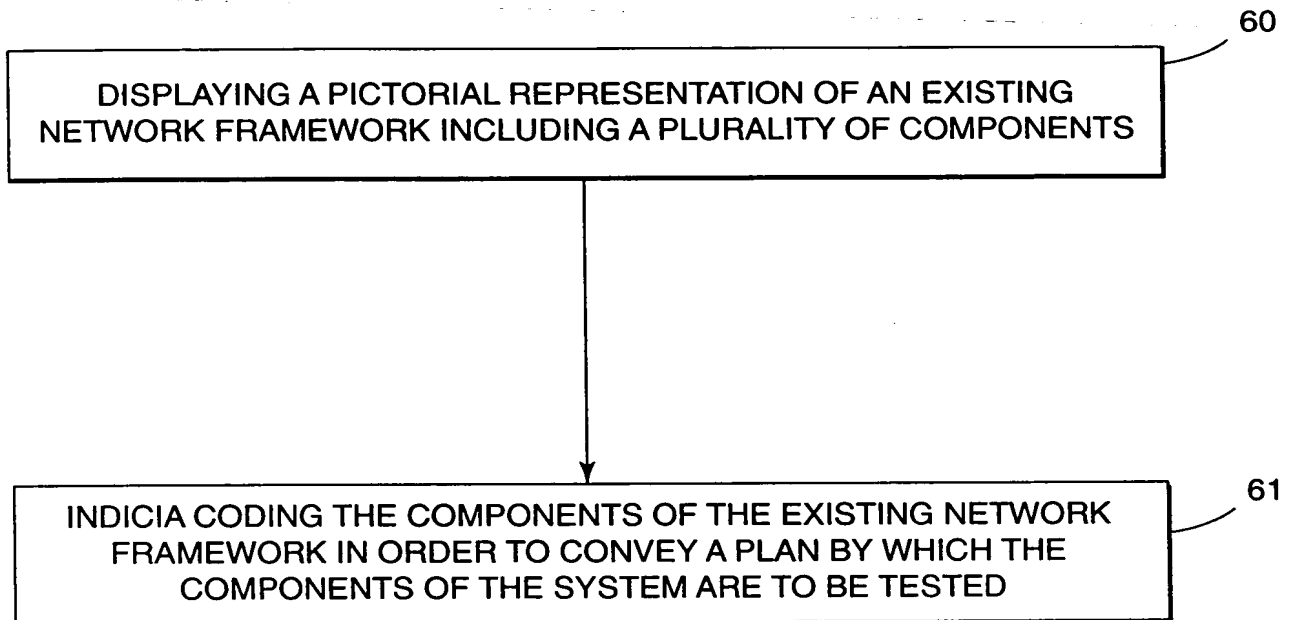 60
DISPLAYING A PICTORIAL REPRESENTATION OF AN EXISTING
NETWORK FRAMEWORK INCLUDING A PLURALITY OF COMPONENTS
61
INDICIA CODING THE COMPONENTS OF THE EXISTING NETWORK
FRAMEWORK IN ORDER TO CONVEY A PLAN BY WHICH THE
COMPONENTS OF THE SYSTEM ARE TO BE TESTED